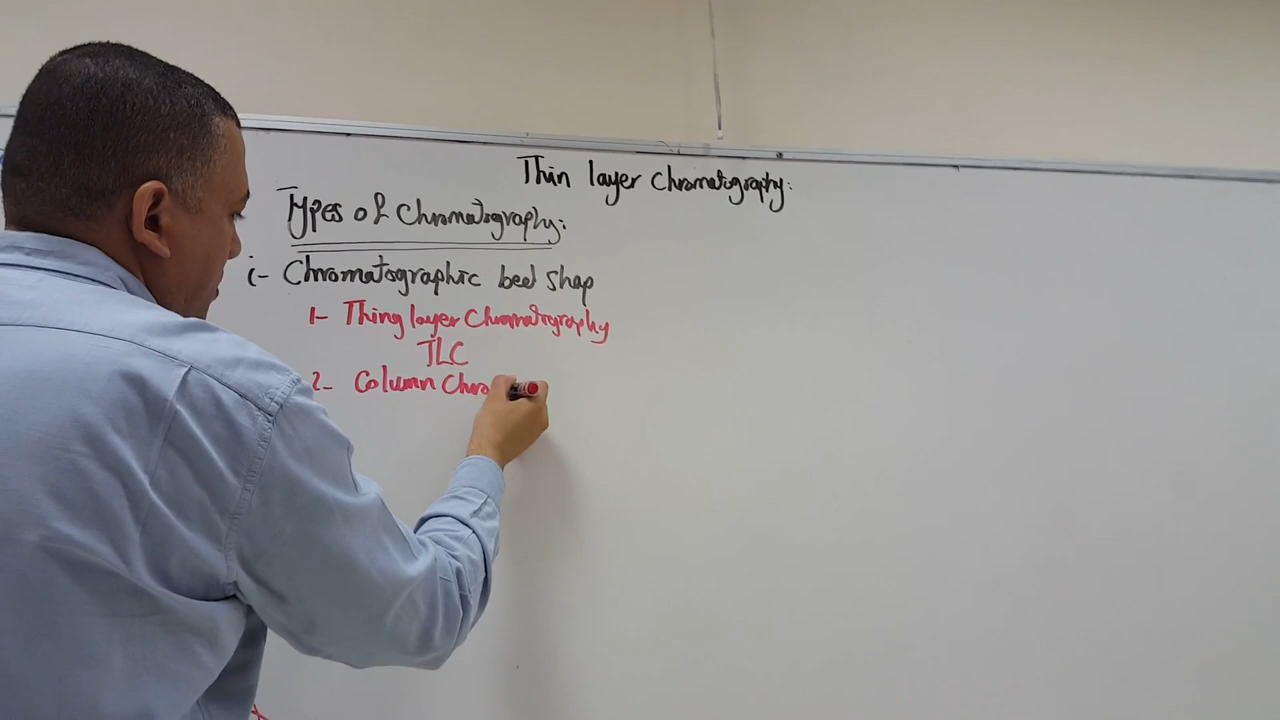 Thin layer Chromatography:
Types of Chromatography:
i- Chromatographic bed shap
1- Thing layer Chromatography
TLC
2- Column Chro